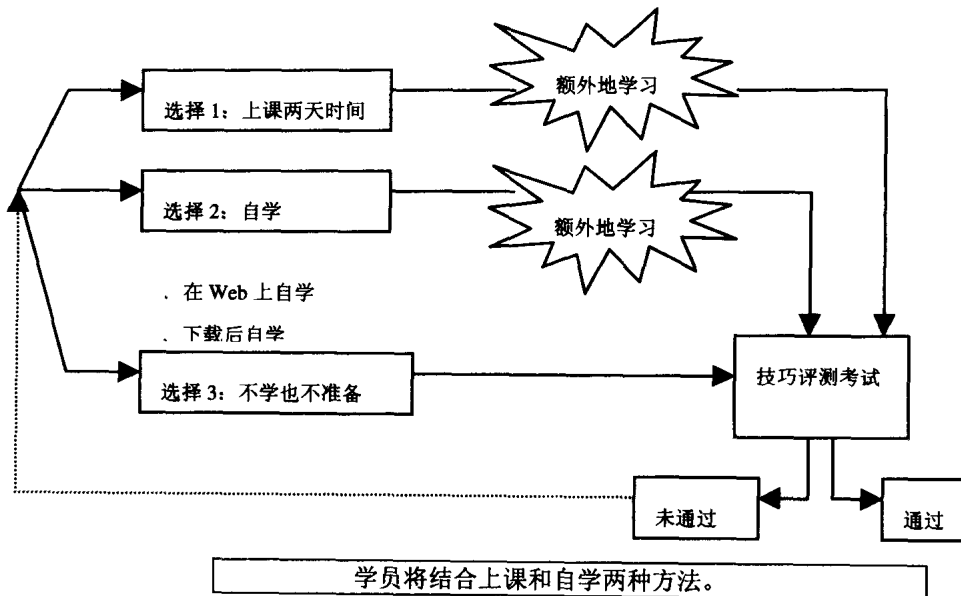 选择 1：上课两天时间
额外地学习
选择 2：自学
额外地学习
. 在 Web 上自学
. 下载后自学
选择 3：不学也不准备
技巧评测考试
未通过
通过
学员将结合上课和自学两种方法。